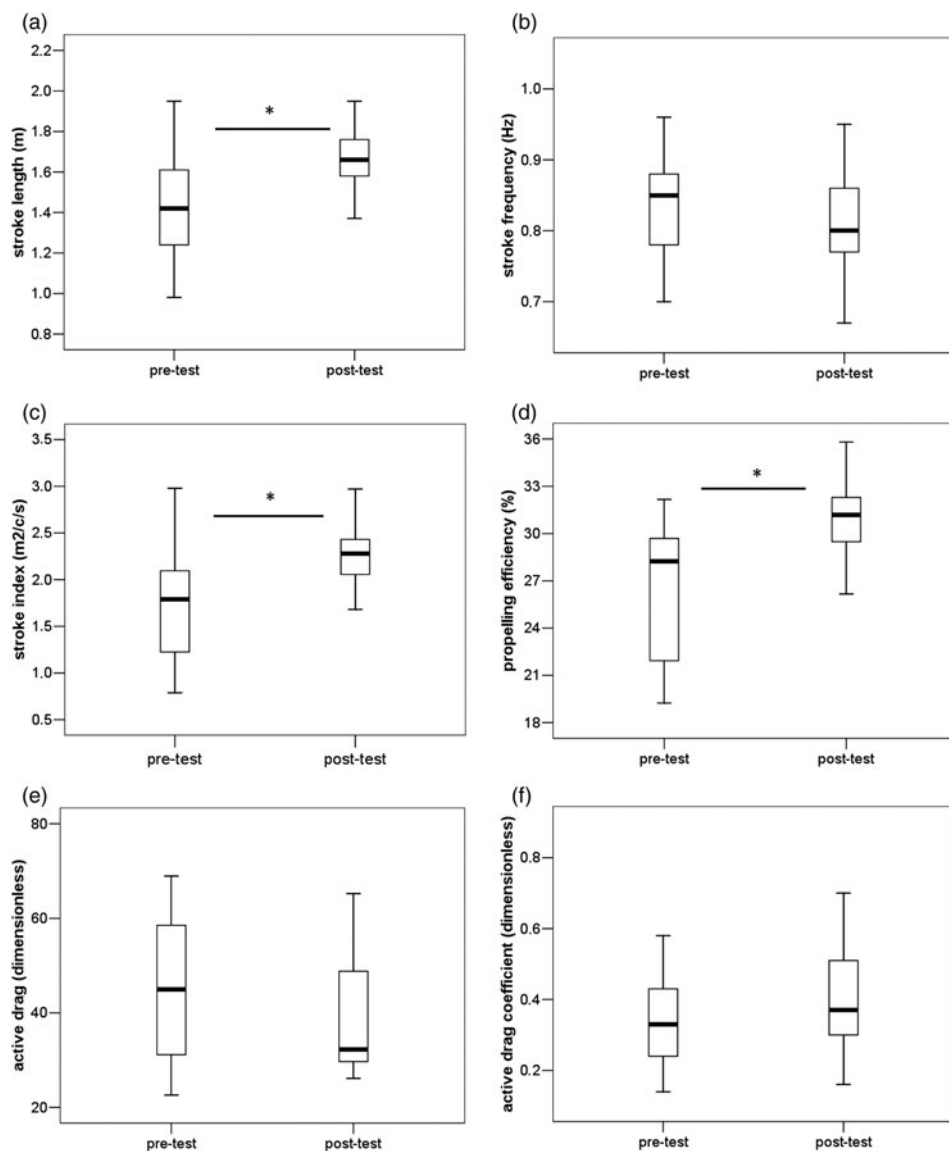 (a)
stroke length (m)
2.2
2.0
1.8
1.6
1.4
1.2
1.0
0.8
*
pre-test
post-test
(b)
stroke frequency (Hz)
1.0
0.9
0.8
0.7
pre-test
post-test
(c)
stroke index (m2/c/s)
3.5
3.0
2.5
2.0
1.5
1.0
0.5
*
pre-test
post-test
(d)
propelling efficiency (%)
36
33
30
27
24
21
18
*
pre-test
post-test
(e)
active drag (dimensionless)
80
60
40
20
pre-test
post-test
(f)
active drag coefficient (dimensionless)
0.8
0.6
0.4
0.2
pre-test
post-test